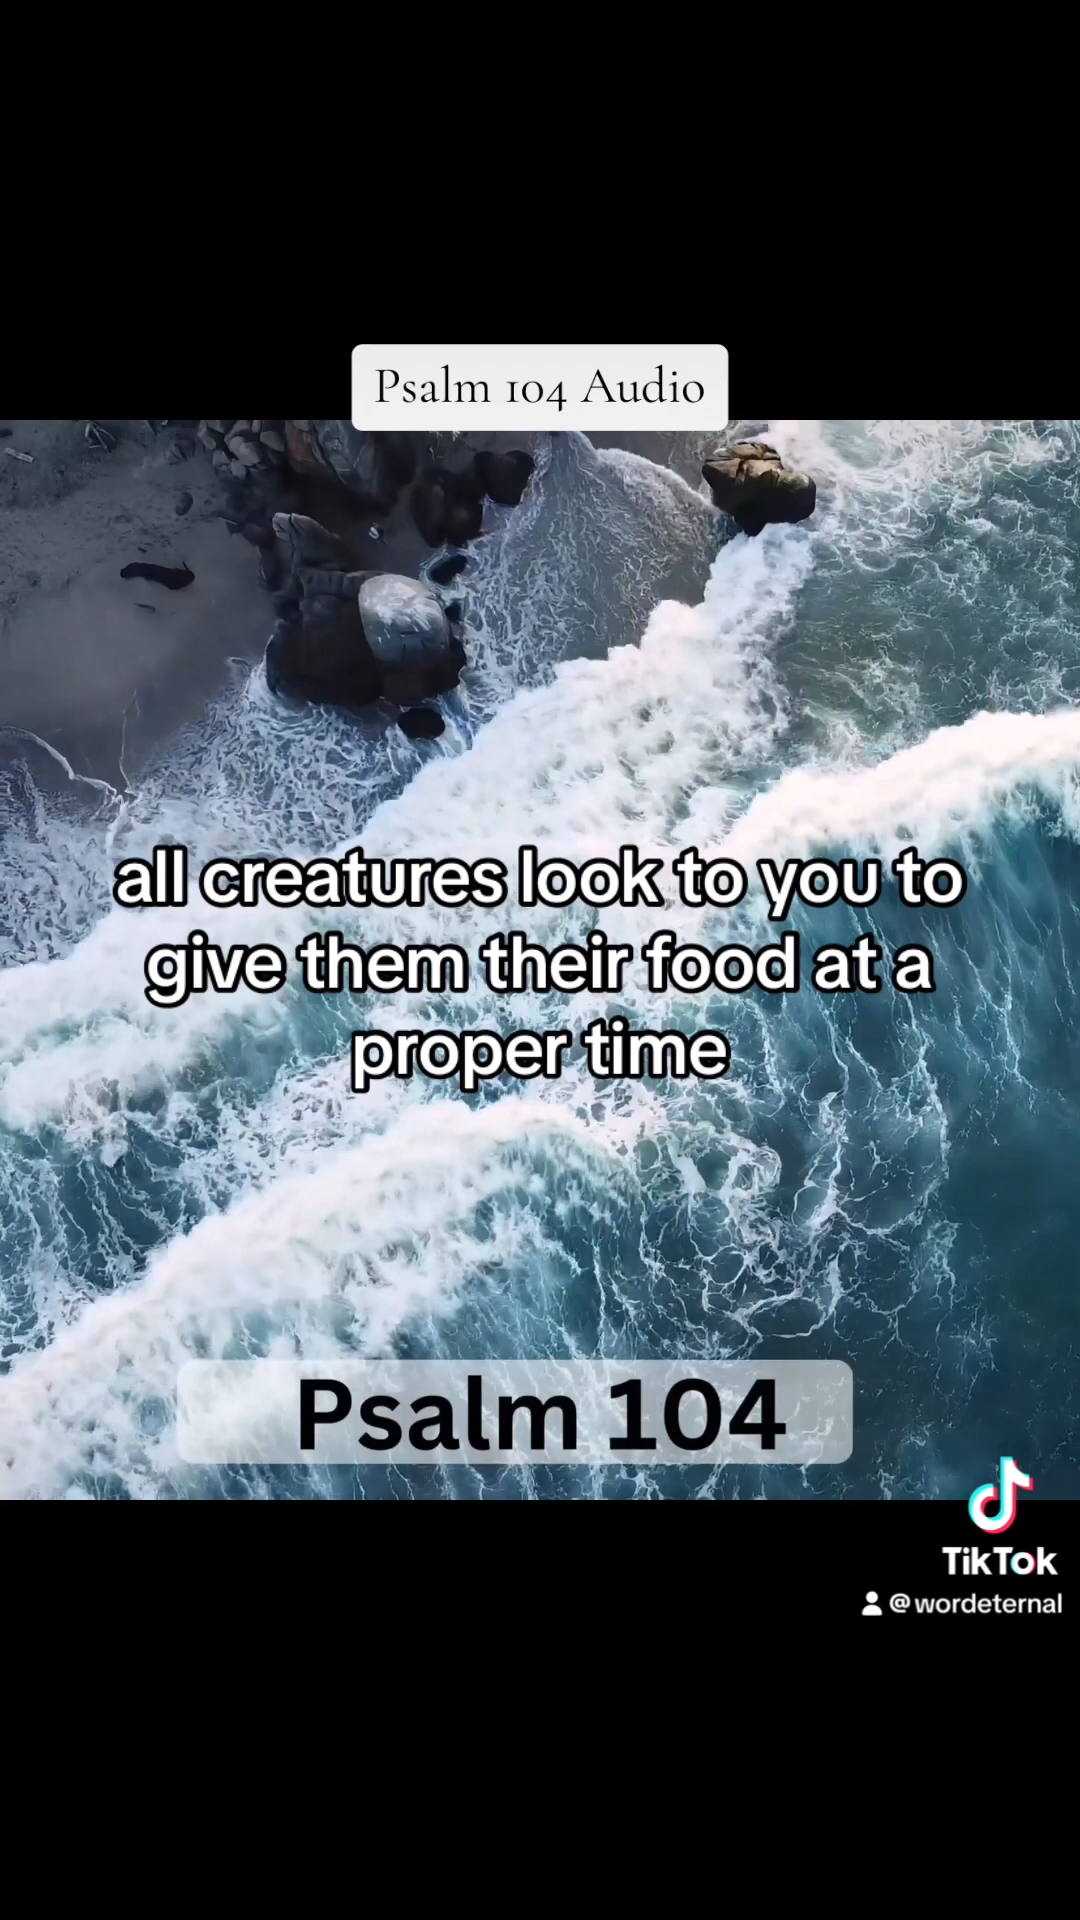 Psalm 104 Audio
all creatures look to you to
give them their food at a
proper time
Psalm 104
TikTok
@wordeternal